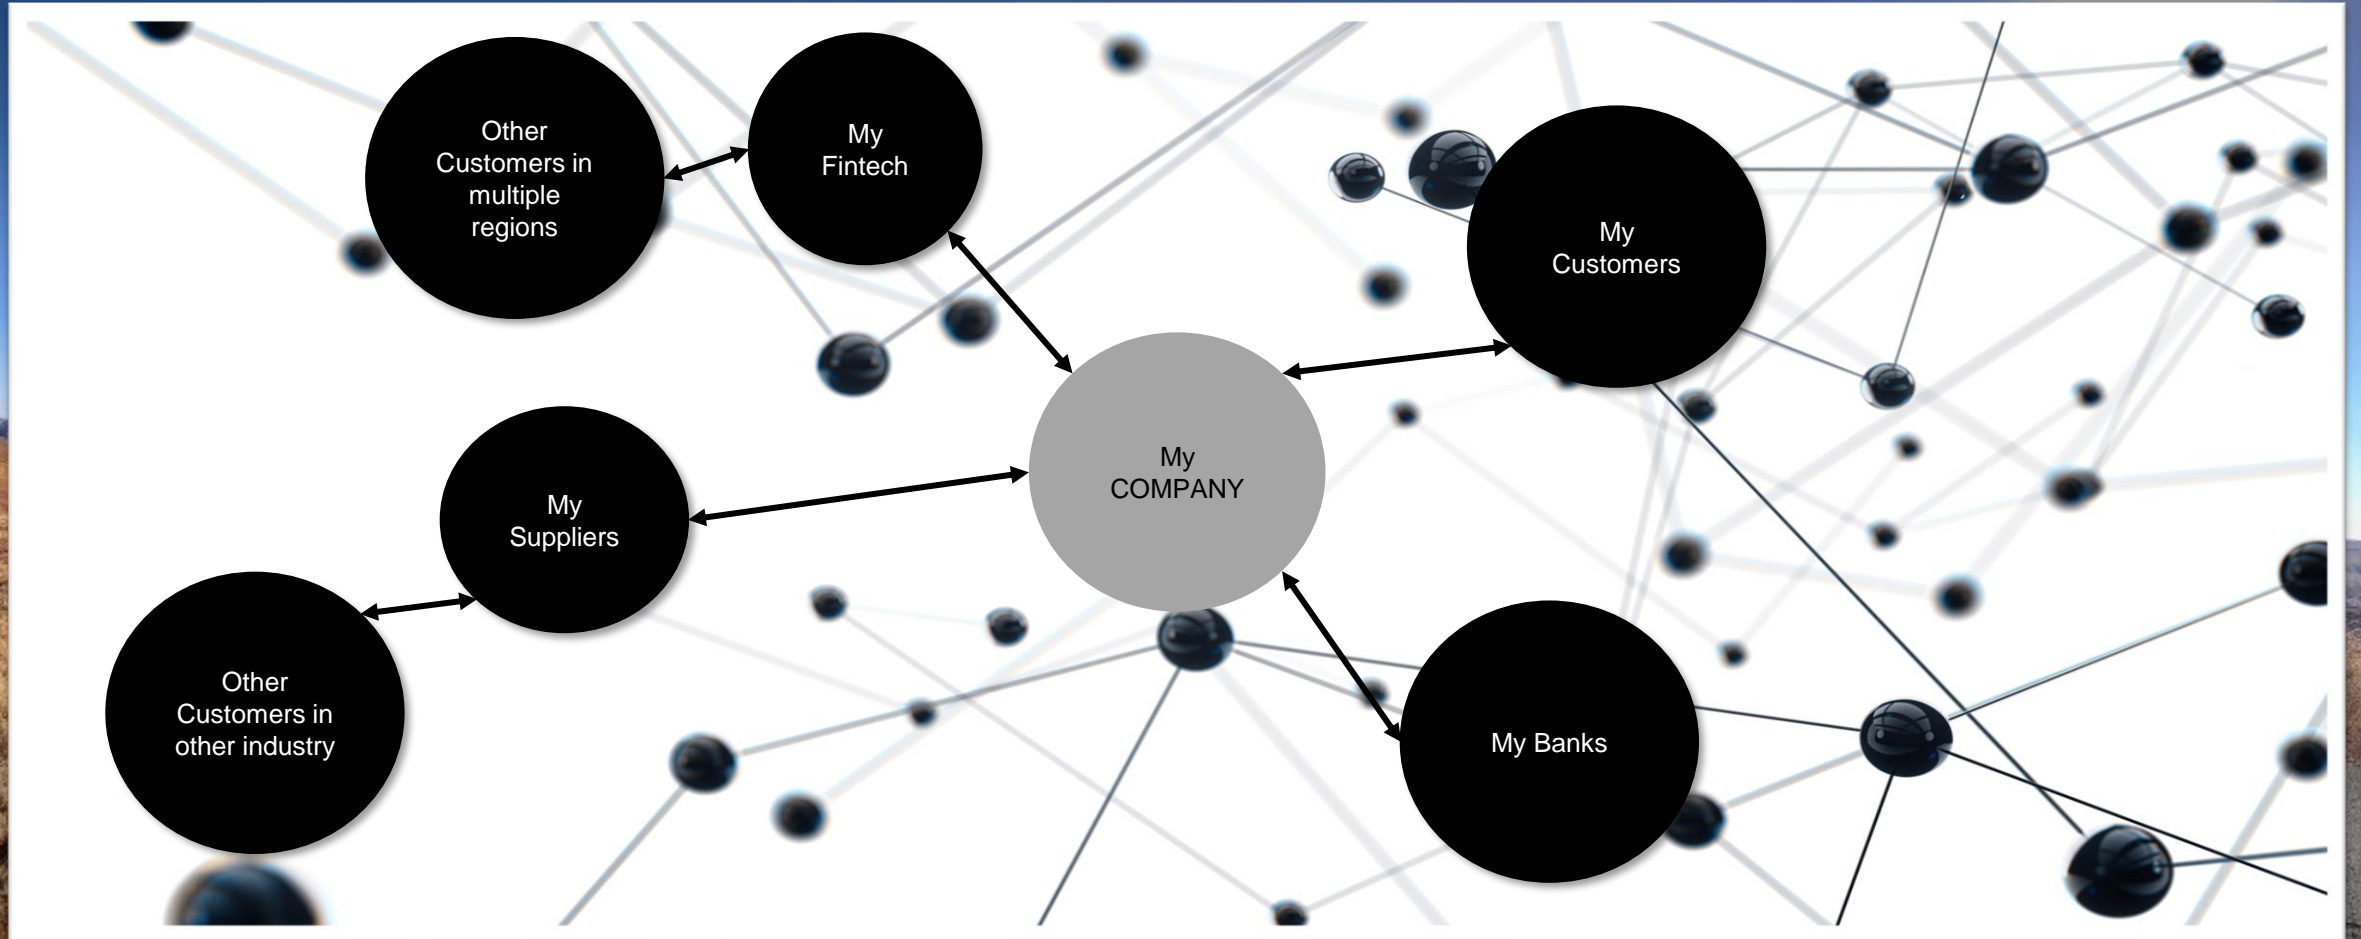 Other
Customers in
multiple
regions
My
Fintech
My
Customers
My
COMPANY
My
Suppliers
Other
Customers in
other industry
My Banks